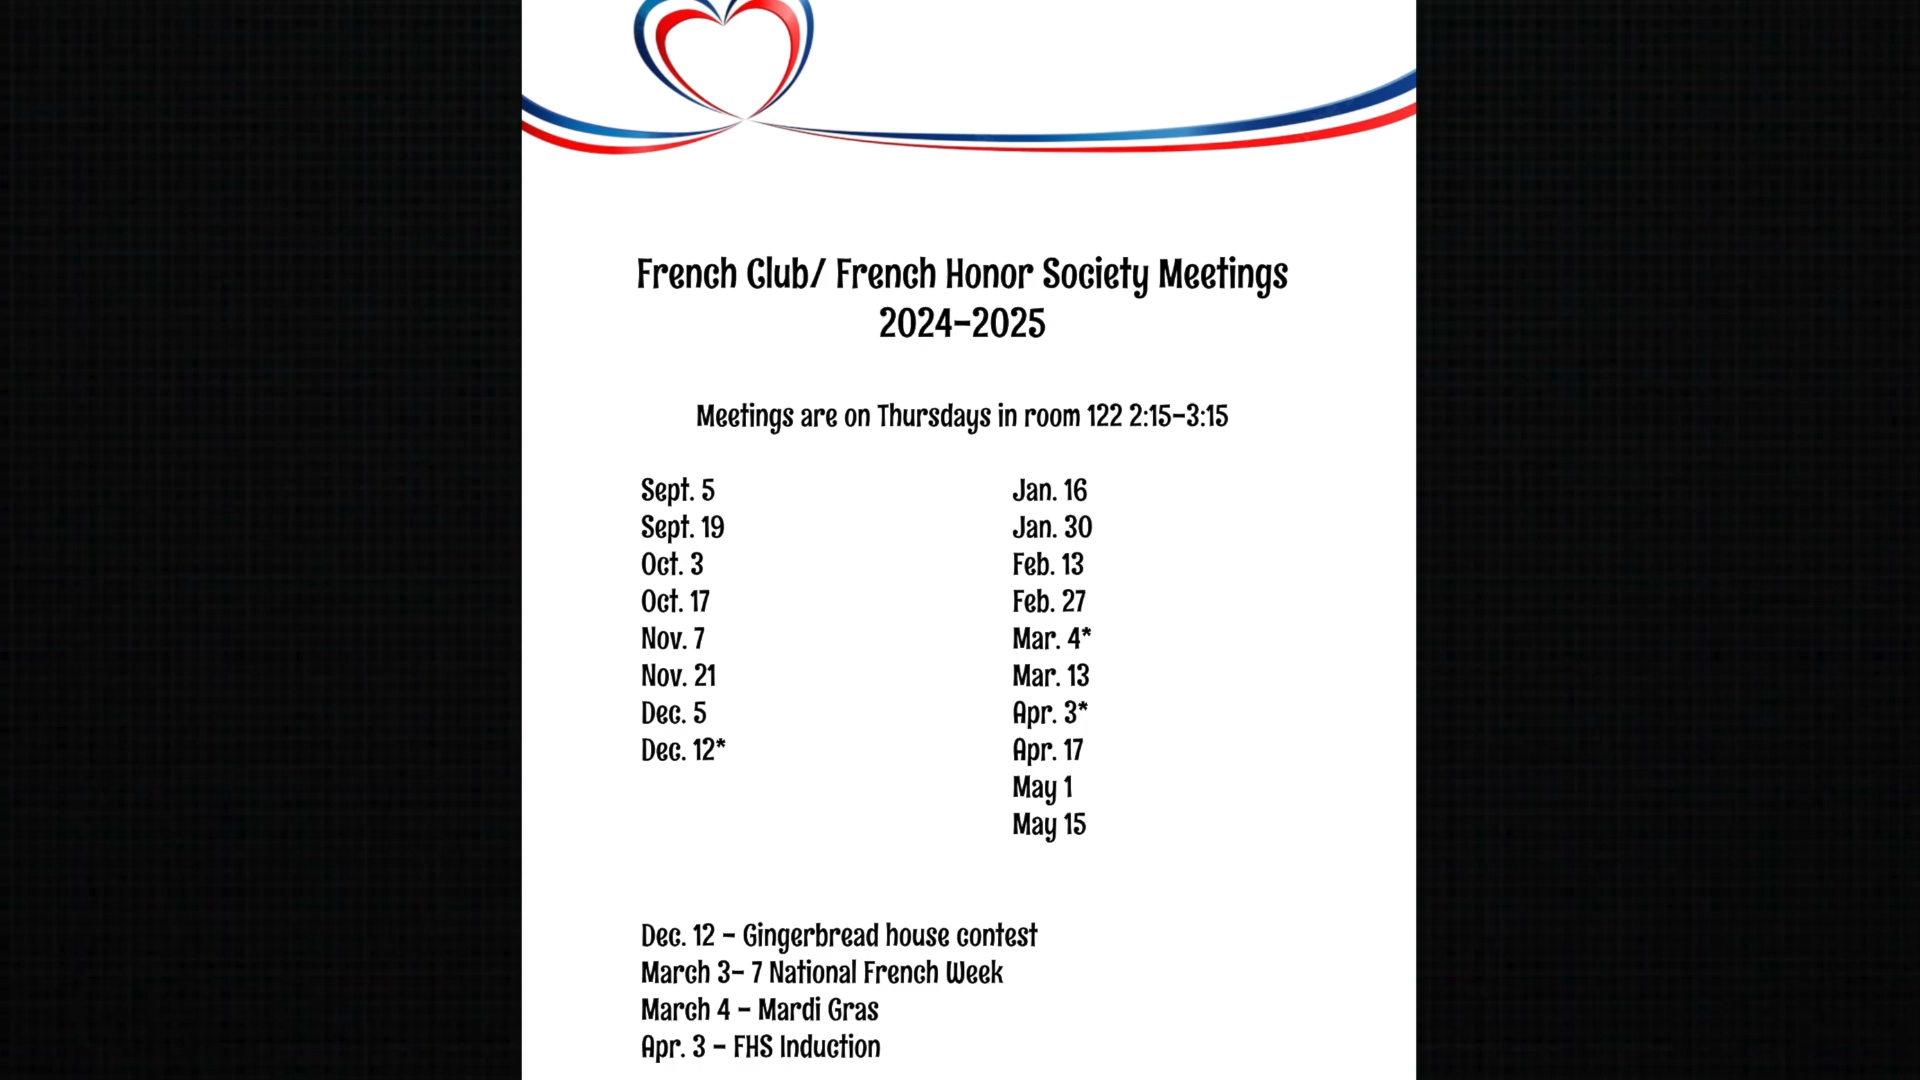 French Club/ French Honor Society Meetings
2024-2025
Meetings are on Thursdays in room 122 2:15-3:15
Sept. 5
Sept. 19
Oct. 3
Oct. 17
Nov. 7
Nov. 21
Dec. 5
Dec. 12*
Jan. 16
Jan. 30
Feb. 13
Feb. 27
Mar. 4*
Mar. 13
Apr. 3*
Apr. 17
May 1
May 15
Dec. 12 - Gingerbread house contest
March 3- 7 National French Week
March 4 - Mardi Gras
Apr. 3 - FHS Induction